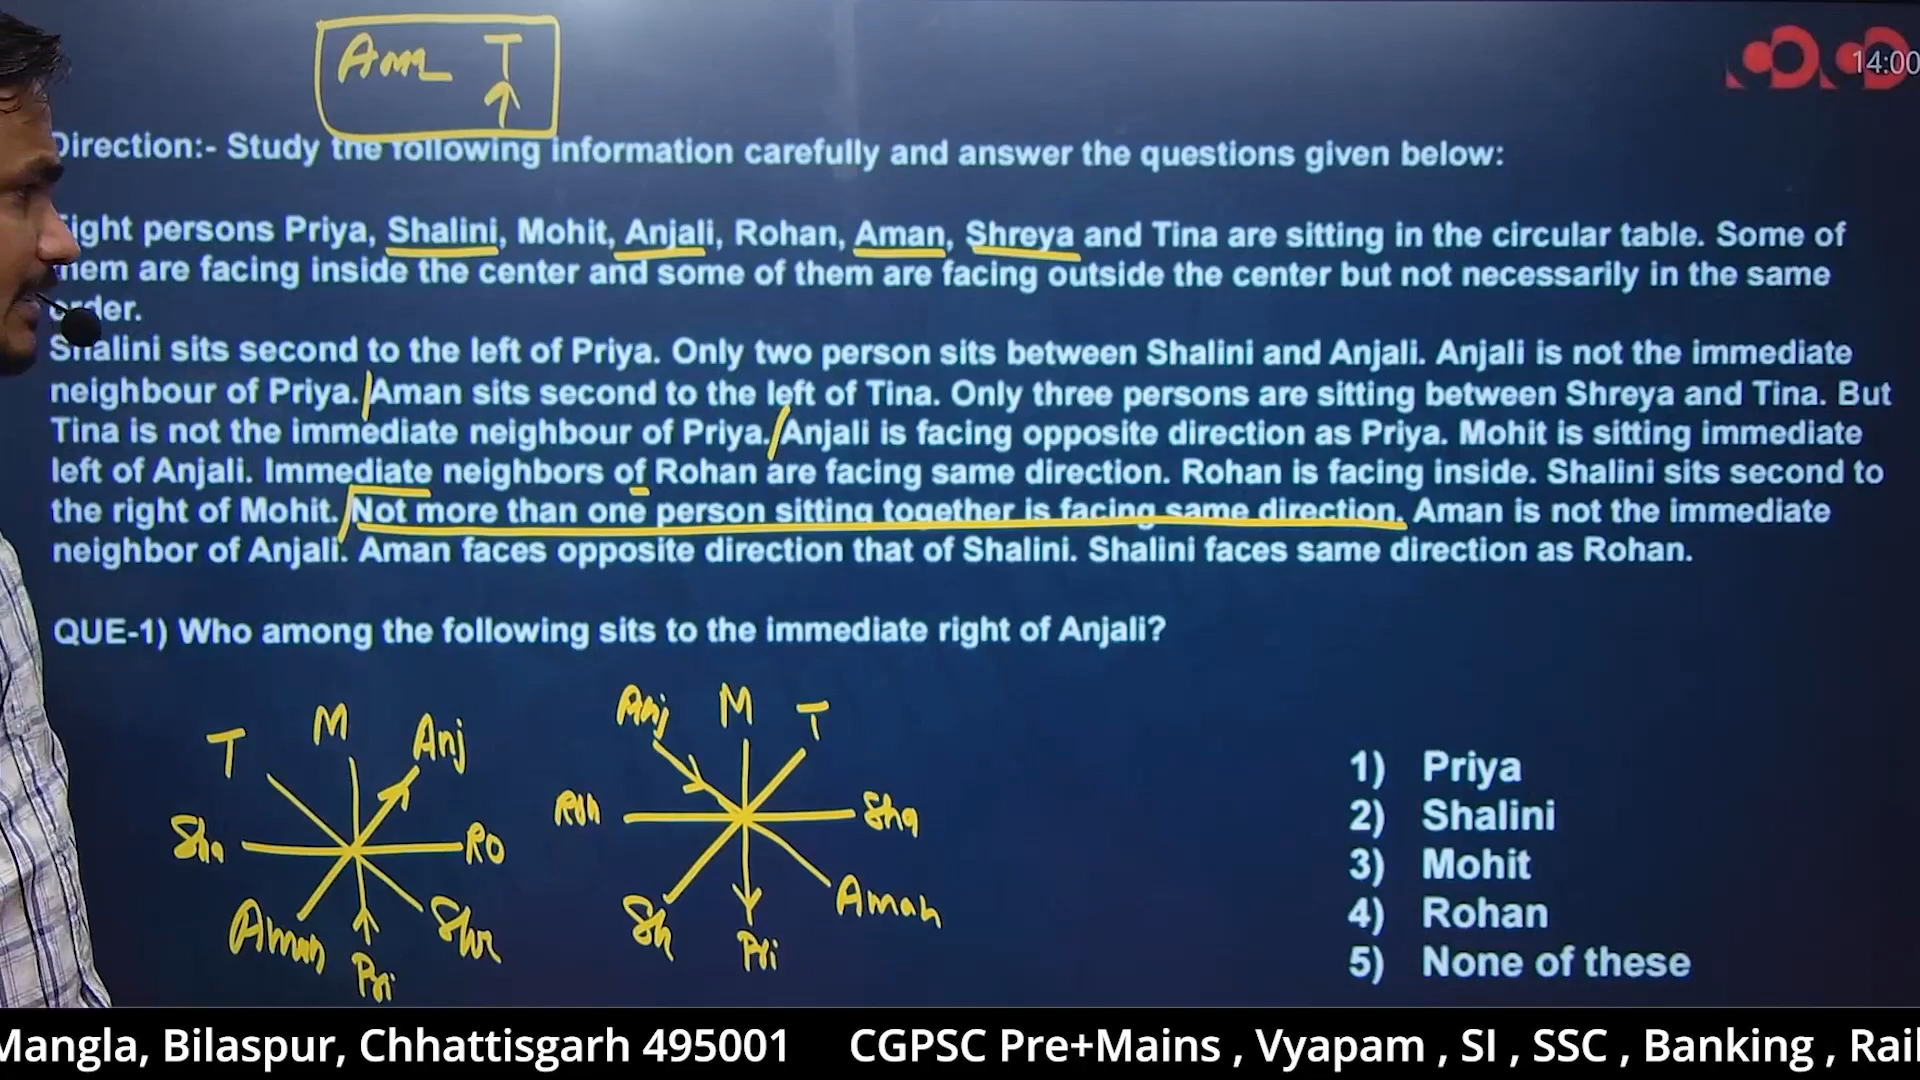 Aman T
14:00
Direction:- Study the following information carefully and answer the questions given below:
Eight persons Priya, Shalini, Mohit, Anjali, Rohan, Aman, Shreya and Tina are sitting in the circular table. Some of
them are facing inside the center and some of them are facing outside the center but not necessarily in the same
order.
Shalini sits second to the left of Priya. Only two person sits between Shalini and Anjali. Anjali is not the immediate
neighbour of Priya. Aman sits second to the left of Tina. Only three persons are sitting between Shreya and Tina. But
Tina is not the immediate neighbour of Priya. Anjali is facing opposite direction as Priya. Mohit is sitting immediate
left of Anjali. Immediate neighbors of Rohan are facing same direction. Rohan is facing inside. Shalini sits second to
the right of Mohit. Not more than one person sitting together is facing same direction. Aman is not the immediate
neighbor of Anjali. Aman faces opposite direction that of Shalini. Shalini faces same direction as Rohan.
QUE-1) Who among the following sits to the immediate right of Anjali?
T M Anj
Sha RO
Aman Pri Shr
Anj M T
Roh Sha
Sh Pri Aman
1) Priya
2) Shalini
3) Mohit
4) Rohan
5) None of these
Mangla, Bilaspur, Chhattisgarh 495001 CGPSC Pre+Mains , Vyapam , SI , SSC , Banking , Rail